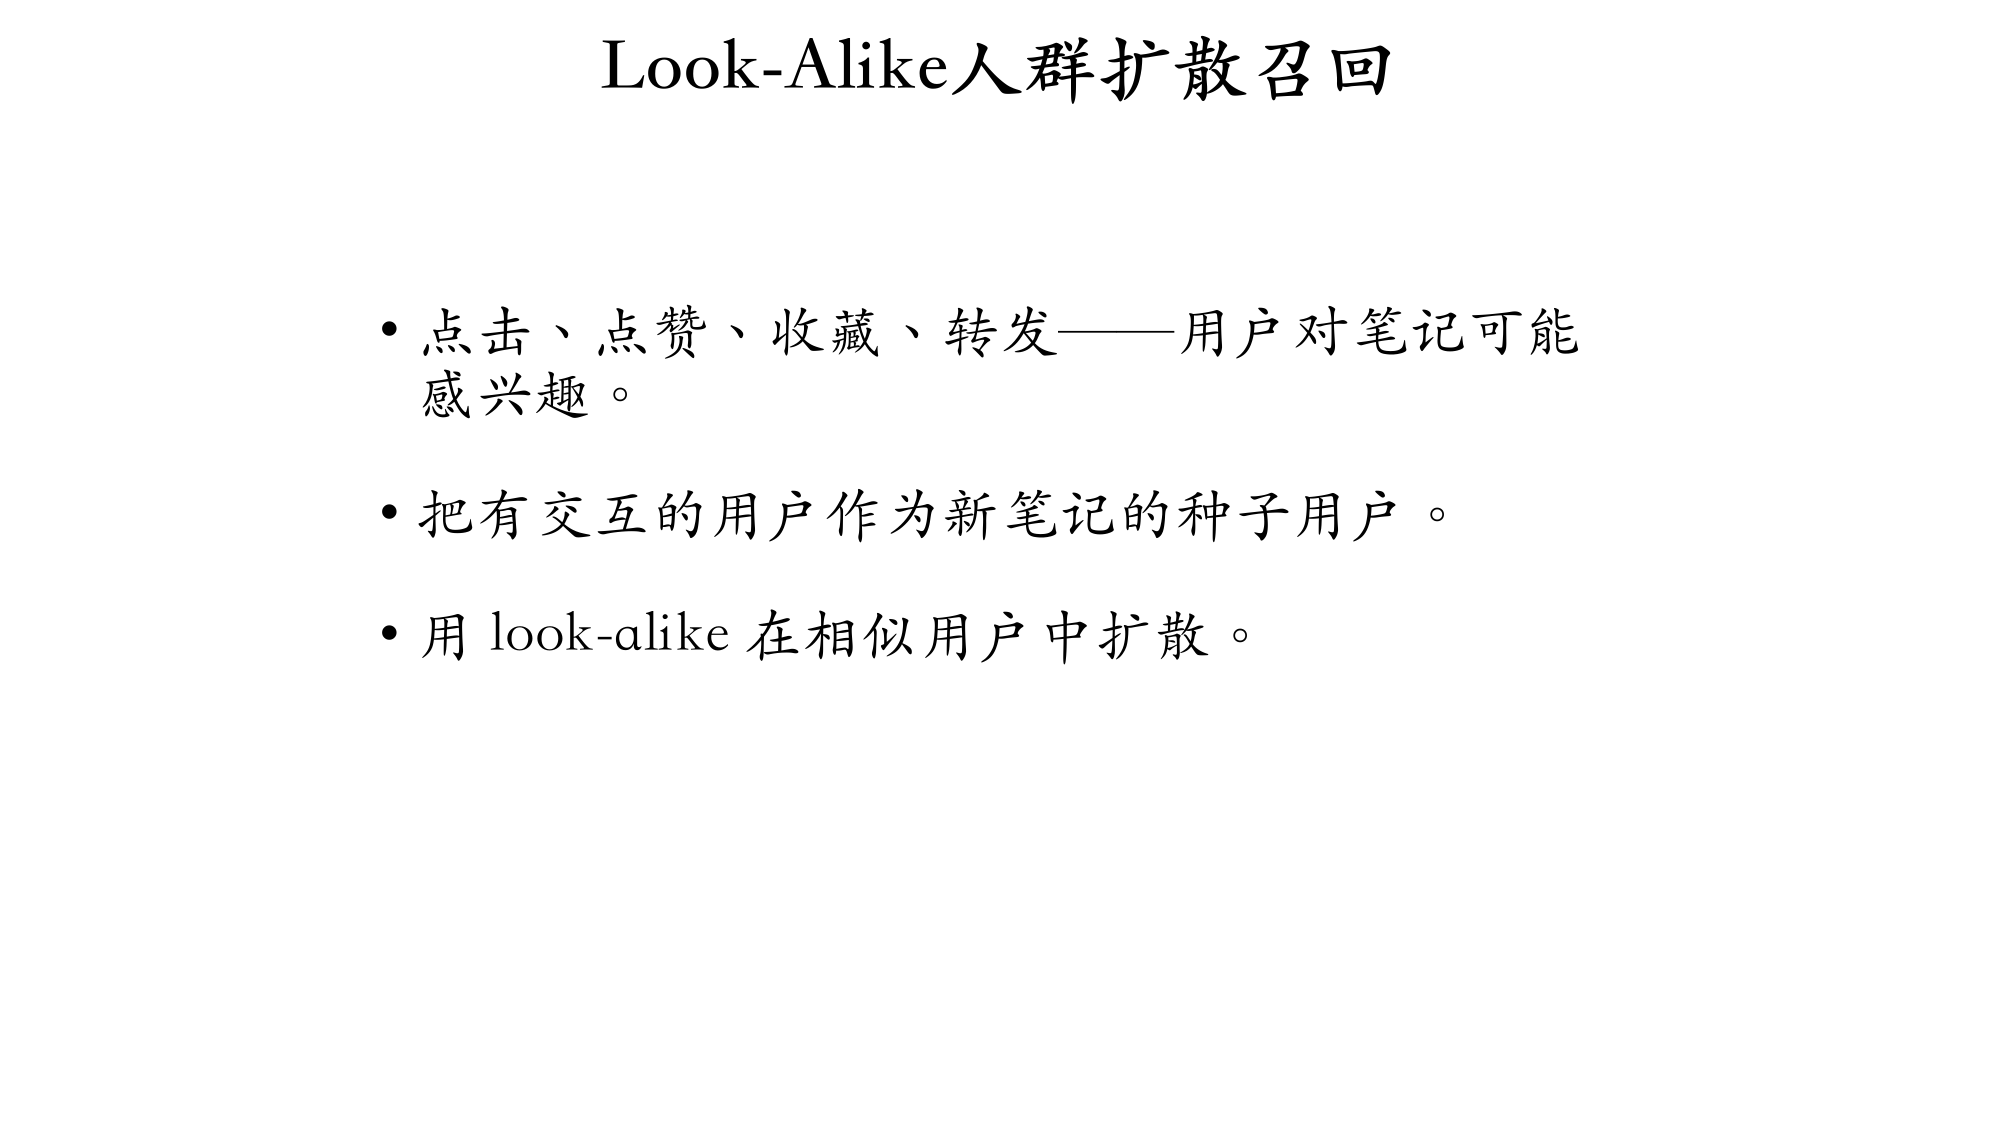 Look-Alike人群扩散召回
• 点击、点赞、收藏、转发——用户对笔记可能
感兴趣。
• 把有交互的用户作为新笔记的种子用户。
• 用 look-alike 在相似用户中扩散。